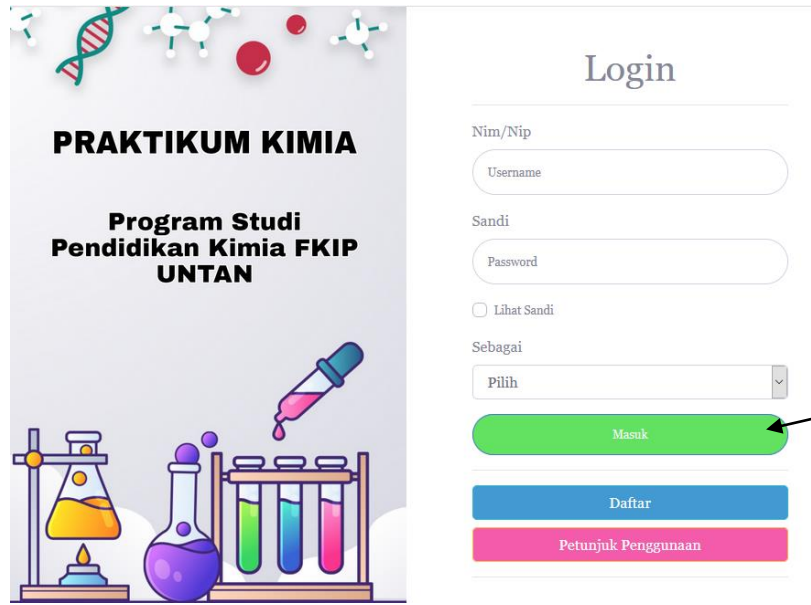 PRAKTIKUM KIMIA
Program Studi
Pendidikan Kimia FKIP
UNTAN
Login
Nim/Nip
Username
Sandi
Password
Lihat Sandi
Sebagai
Pilih
Masuk
Daftar
Petunjuk Penggunaan